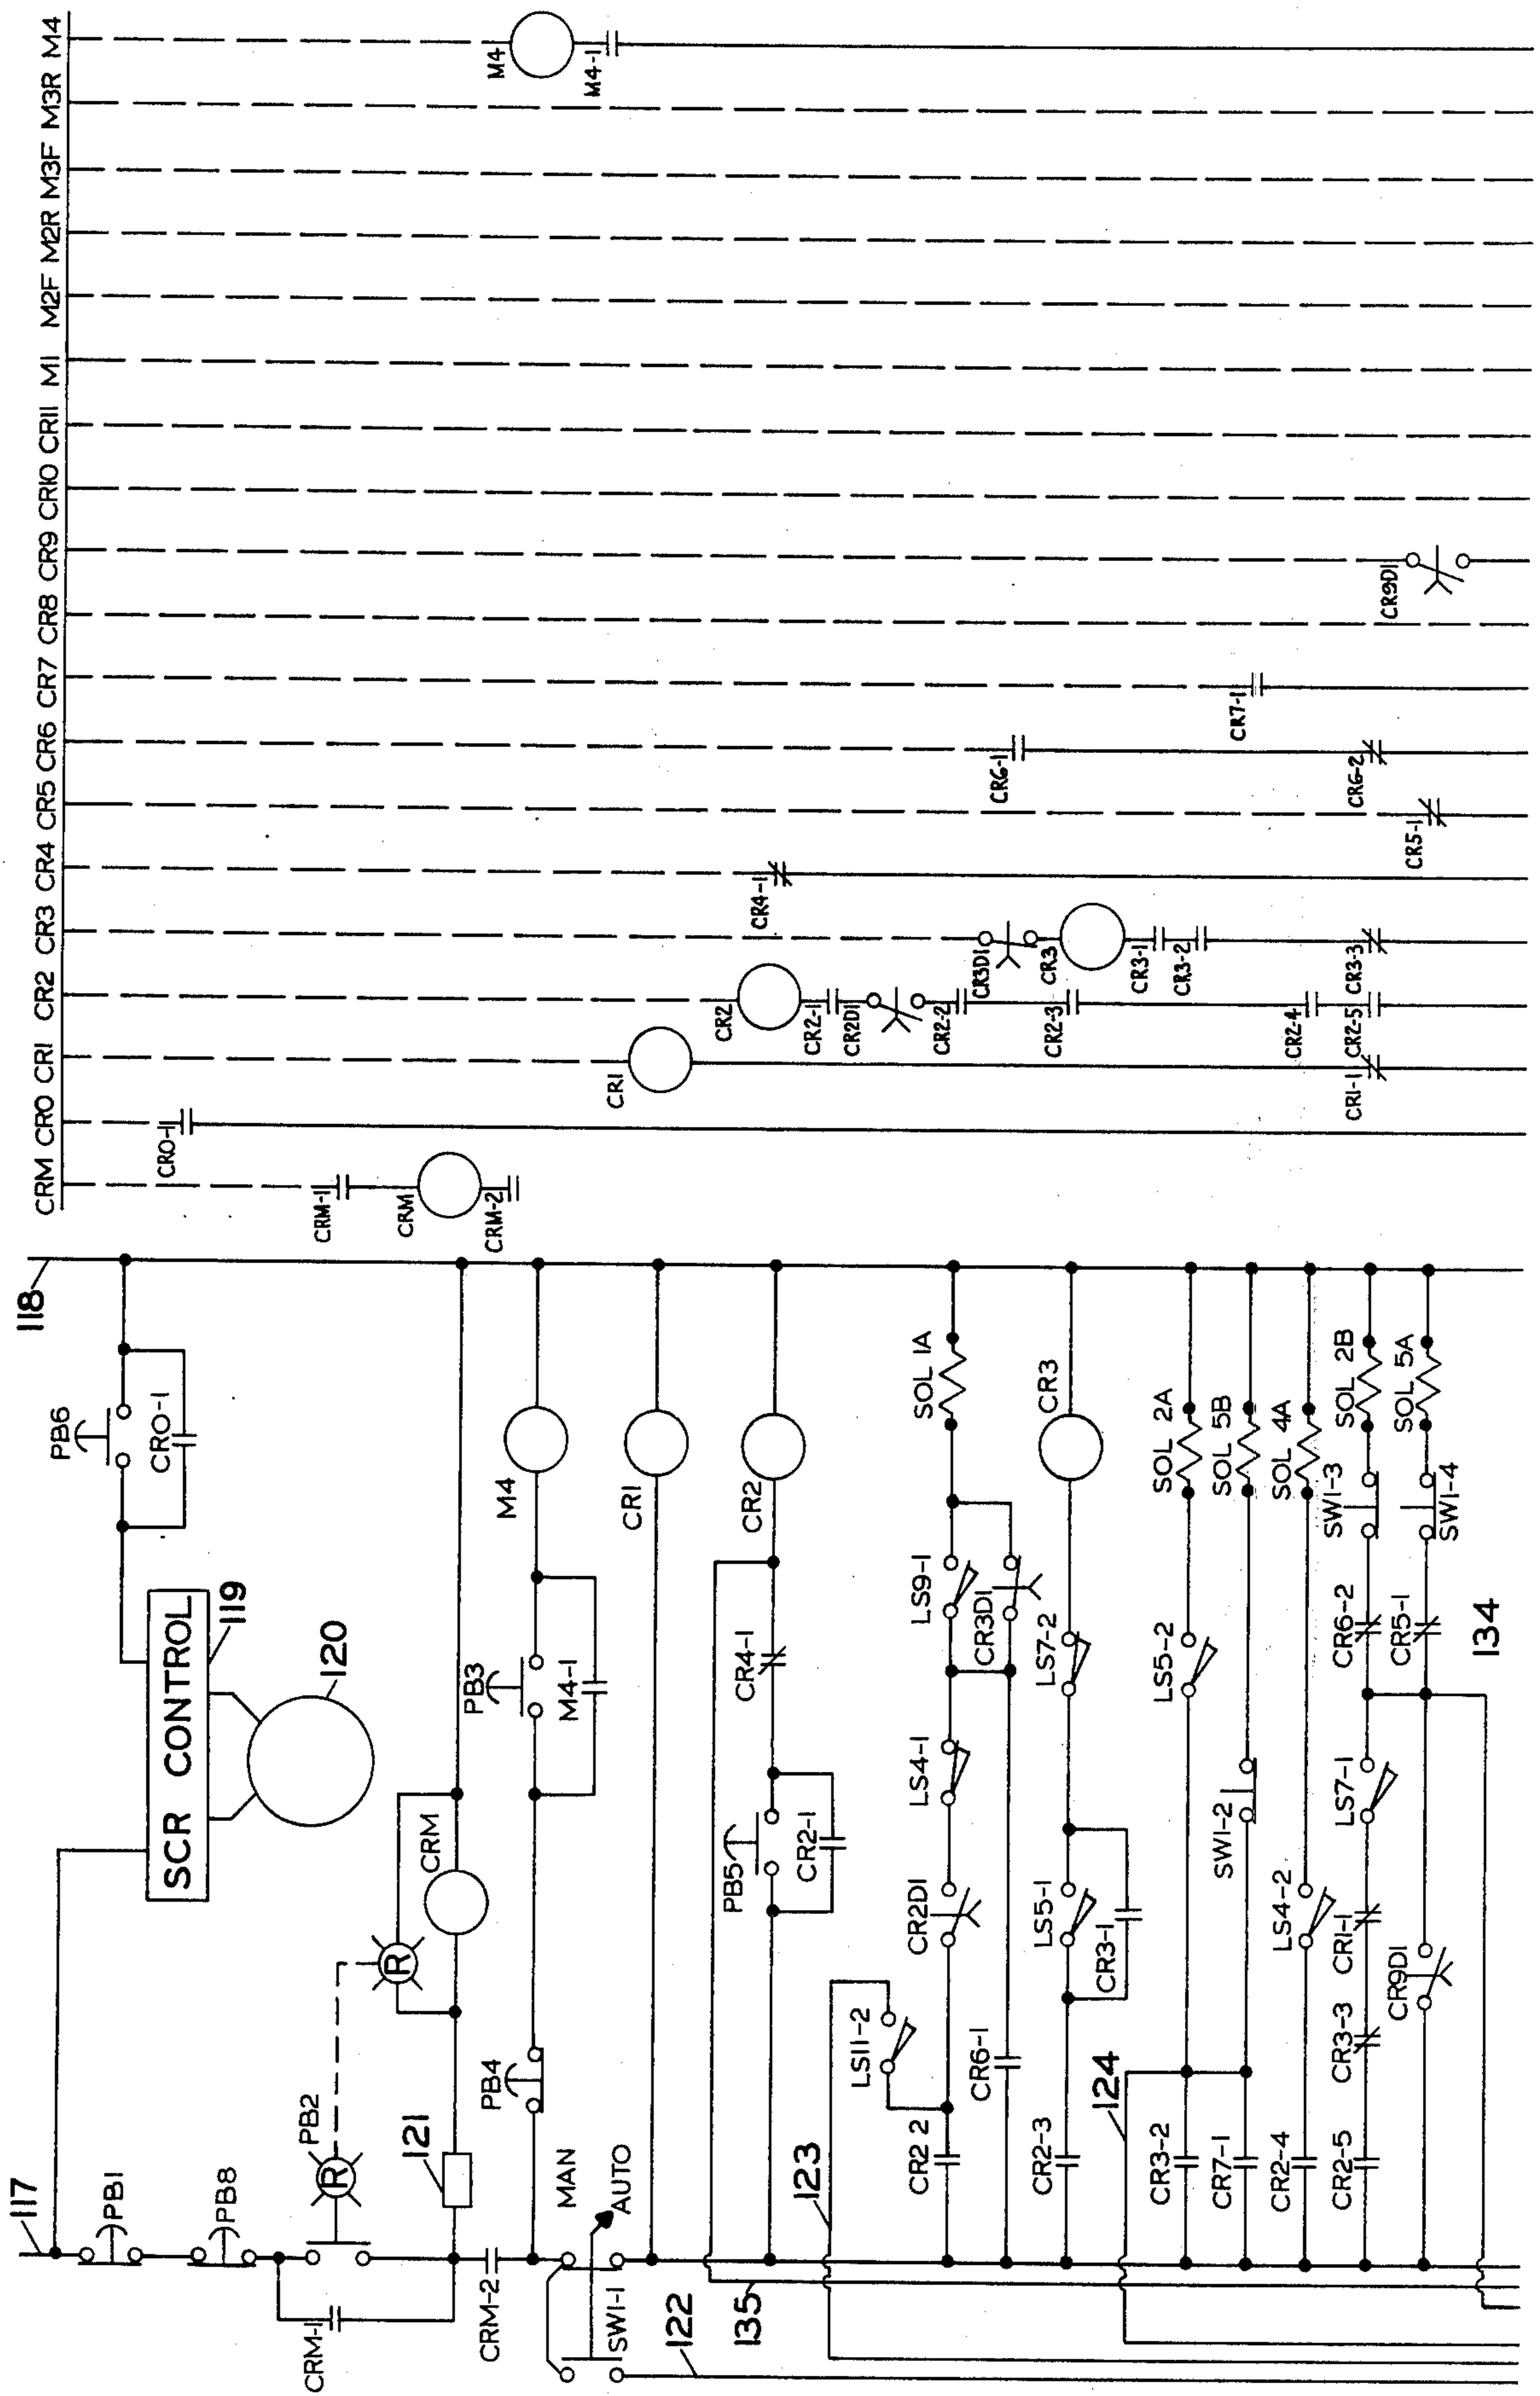 117
118
CRM CRO CR1 CR2 CR3 CR4 CR5 CR6 CR7 CR8 CR9 CR10 CR11 M1 M2F M2R M3F M3R M4
PB1
PB6
CRO-1
CRO-1
SCR CONTROL
119
PB8
120
CRM-1
R
PB2
CRM-1
R
CRM
CRM
121
CRM-2
CRM-2
PB4
PB3
M4
M4
M4-1
M4-1
MAN
AUTO
SW1-1
CR1
CR1
122
135
PB5
CR4-1
CR2
CR2
CR4-1
CR2-1
CR2-1
123
LS11-2
CR2D1
CR2 2
CR2D1
LS4-1
LS9-1
SOL 1A
CR2-2
CR6-1
CR3D1
CR3D1
CR6-1
CR2-3
LS5-1
LS7-2
CR3
CR3
CR2-3
CR3-1
CR3-1
124
CR3-2
LS5-2
SOL 2A
CR3-2
CR7-1
SW1-2
SOL 5B
CR7-1
CR2-4
LS4-2
SOL 4A
CR2-4
CR2-5
CR3-3
CR1-1
LS7-1
CR6-2
SW1-3
SOL 2B
CR1-1
CR2-5
CR3-3
CR6-2
CR9D1
CR5-1
SW1-4
SOL 5A
CR5-1
CR9D1
134